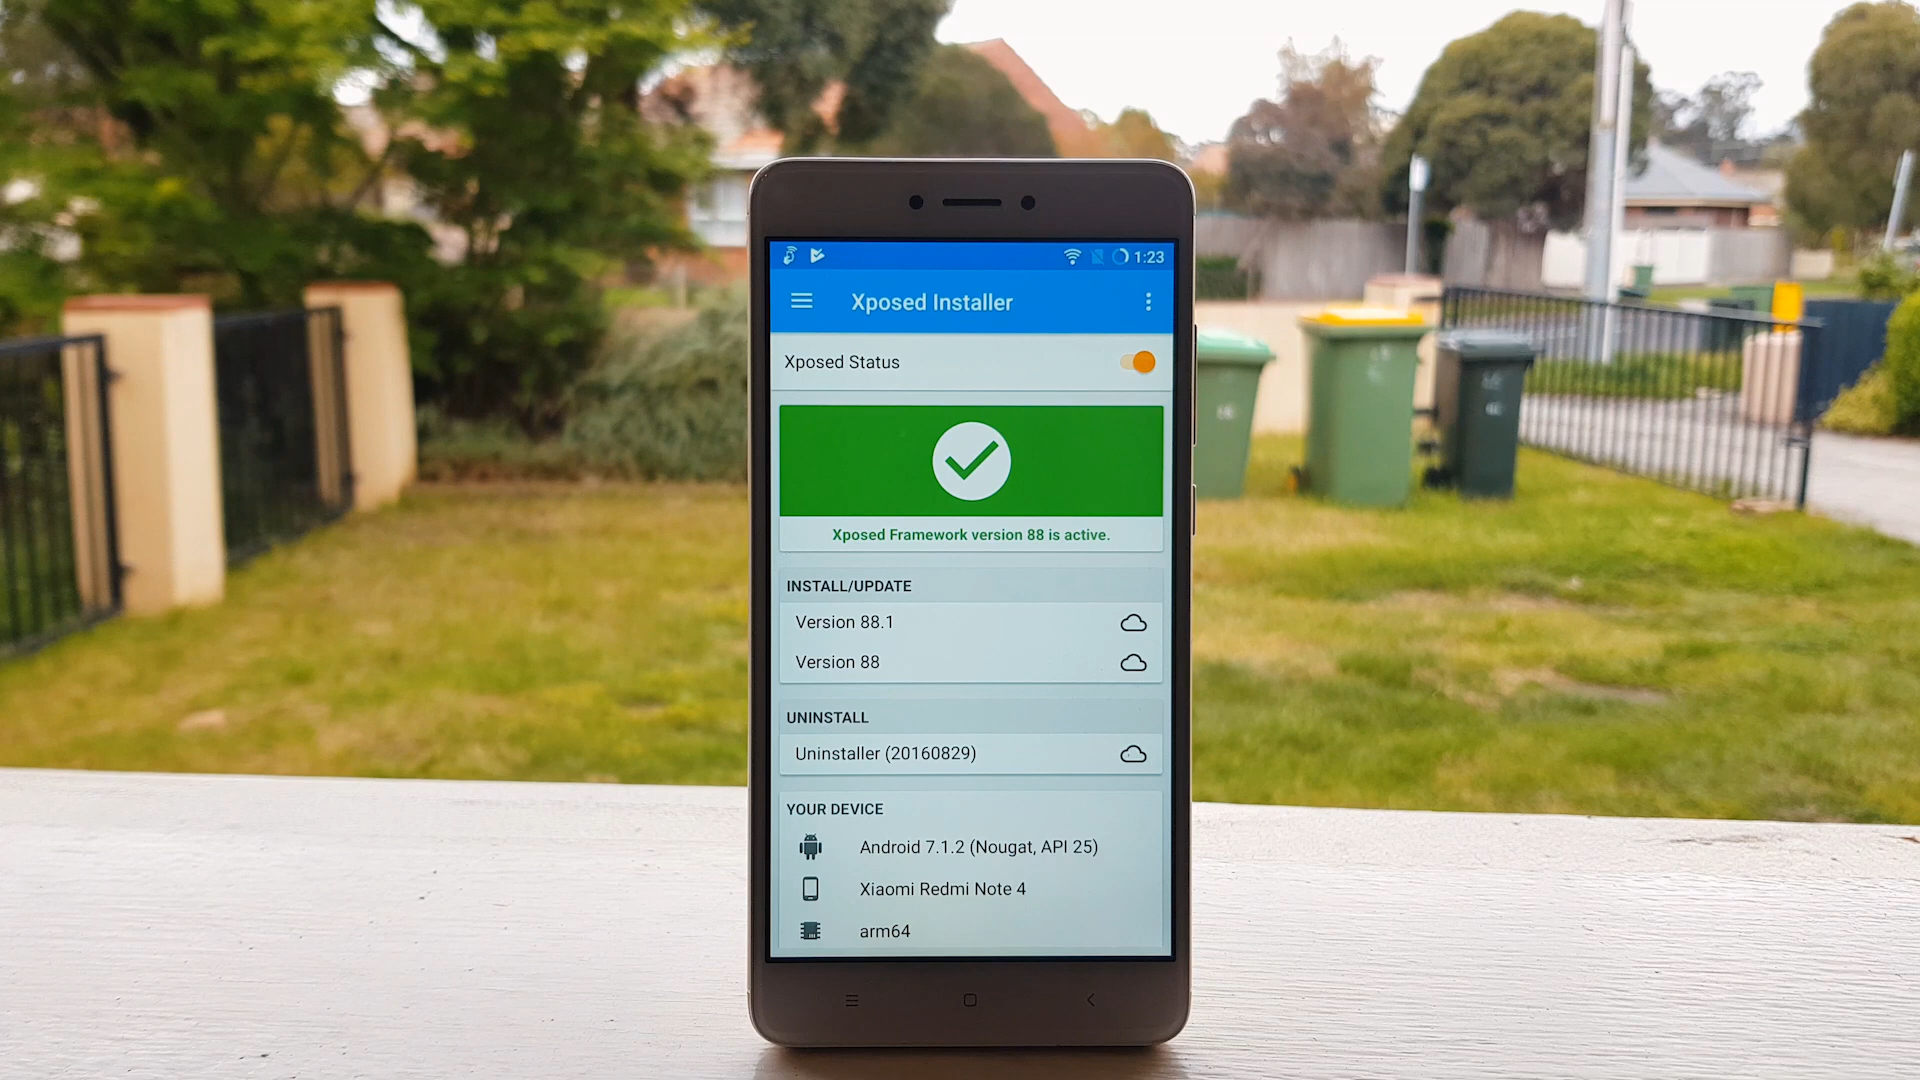 1:23
Xposed Installer
Xposed Status
Xposed Framework version 88 is active.
INSTALL/UPDATE
Version 88.1
Version 88
UNINSTALL
Uninstaller (20160829)
YOUR DEVICE
Android 7.1.2 (Nougat, API 25)
Xiaomi Redmi Note 4
arm64